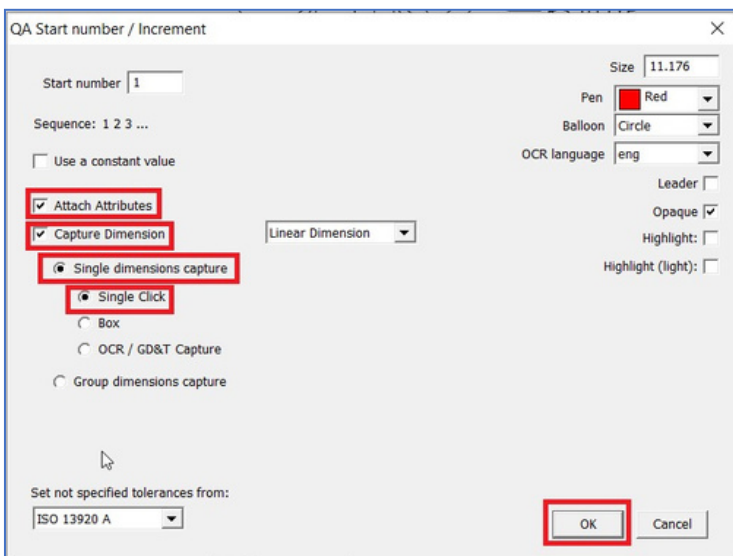 QA Start number / Increment
Size 11.176
Start number 1
Pen Red
Sequence: 1 2 3 ...
Balloon Circle
Use a constant value
OCR language eng
Leader
Attach Attributes
Opaque
Capture Dimension
Linear Dimension
Highlight:
Single dimensions capture
Highlight (light):
Single Click
Box
OCR / GD&T Capture
Group dimensions capture
Set not specified tolerances from:
ISO 13920 A
OK
Cancel